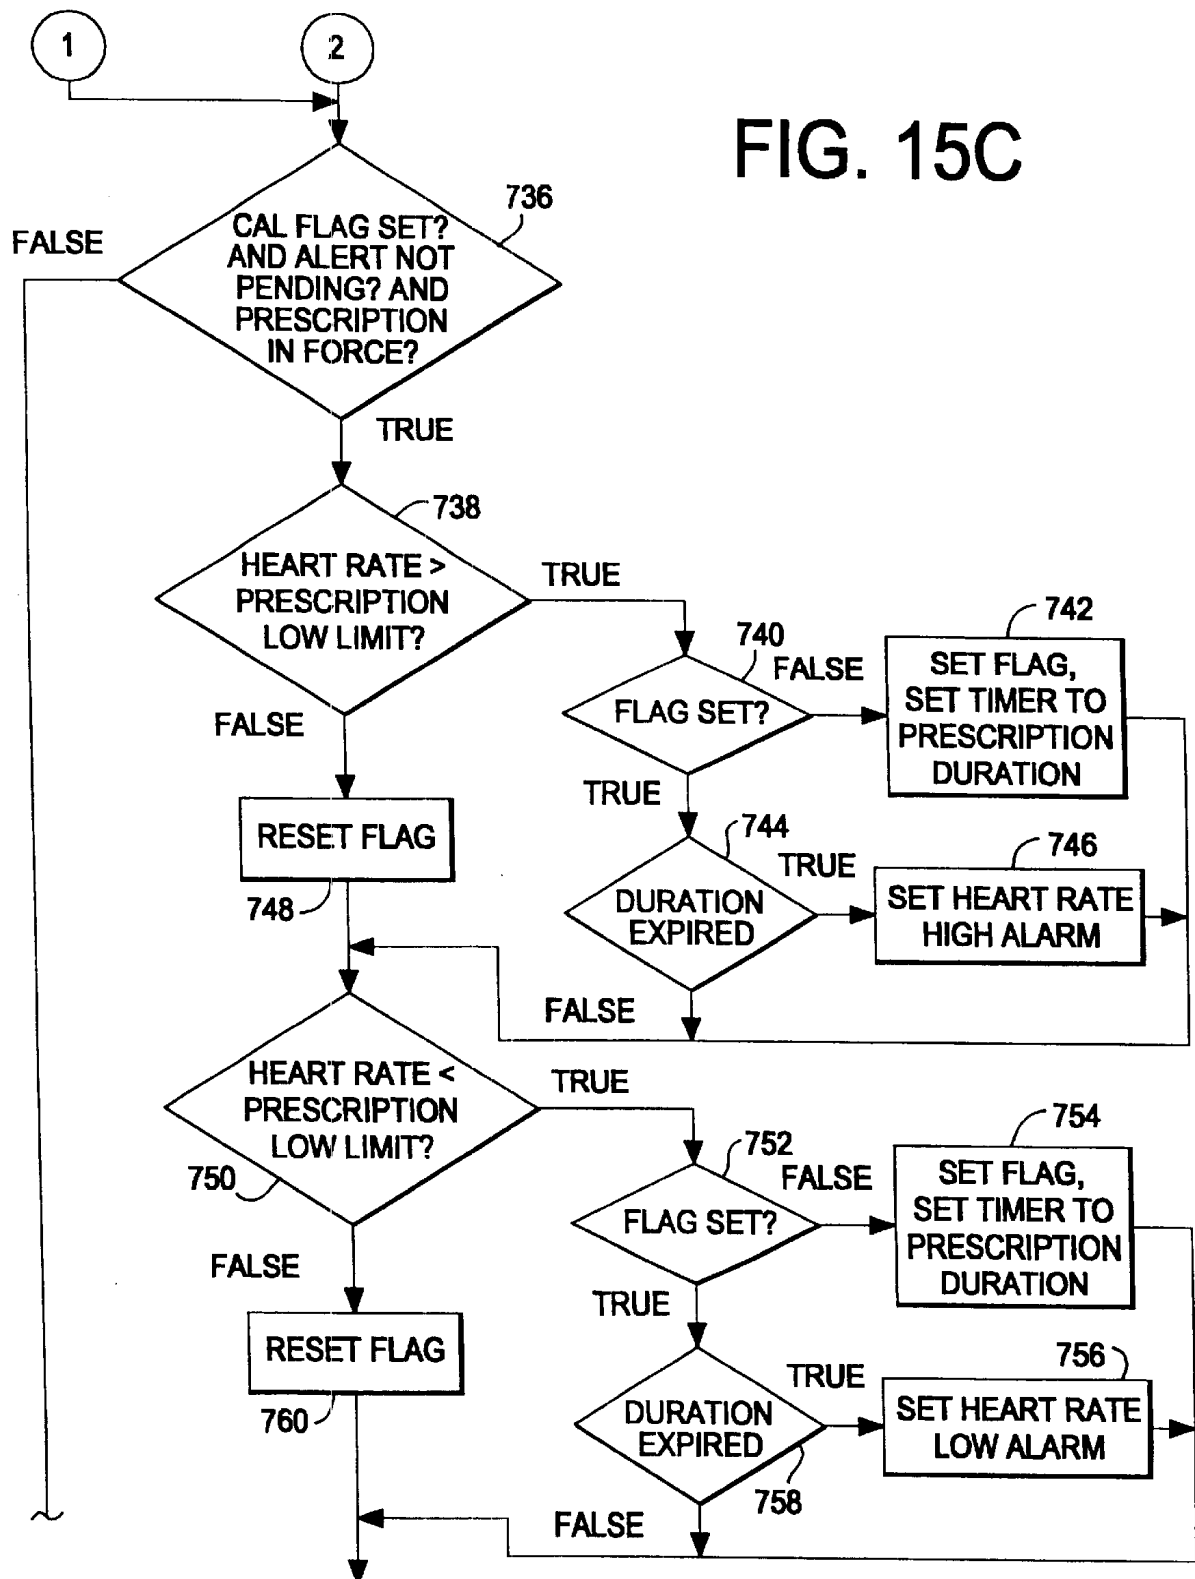 1
2
FIG. 15C
736
CAL FLAG SET?
AND ALERT NOT
PENDING? AND
PRESCRIPTION
IN FORCE?
FALSE
TRUE
738
HEART RATE >
PRESCRIPTION
LOW LIMIT?
TRUE
FALSE
740
FLAG SET?
FALSE
742
SET FLAG,
SET TIMER TO
PRESCRIPTION
DURATION
TRUE
RESET FLAG
748
744
DURATION
EXPIRED
TRUE
746
SET HEART RATE
HIGH ALARM
FALSE
HEART RATE <
PRESCRIPTION
LOW LIMIT?
750
TRUE
FALSE
752
FLAG SET?
FALSE
754
SET FLAG,
SET TIMER TO
PRESCRIPTION
DURATION
TRUE
RESET FLAG
760
DURATION
EXPIRED
758
TRUE
756
SET HEART RATE
LOW ALARM
FALSE